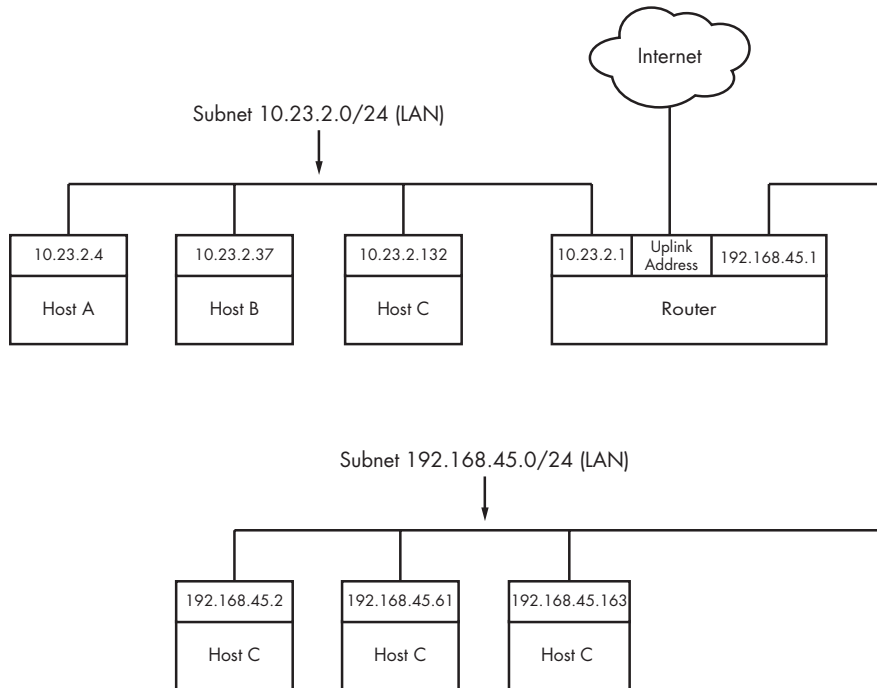 Internet
Subnet 10.23.2.0/24 (LAN)
10.23.2.4
10.23.2.37
10.23.2.132
10.23.2.1
Uplink
Address
192.168.45.1
Host A
Host B
Host C
Router
Subnet 192.168.45.0/24 (LAN)
192.168.45.2
192.168.45.61
192.168.45.163
Host C
Host C
Host C